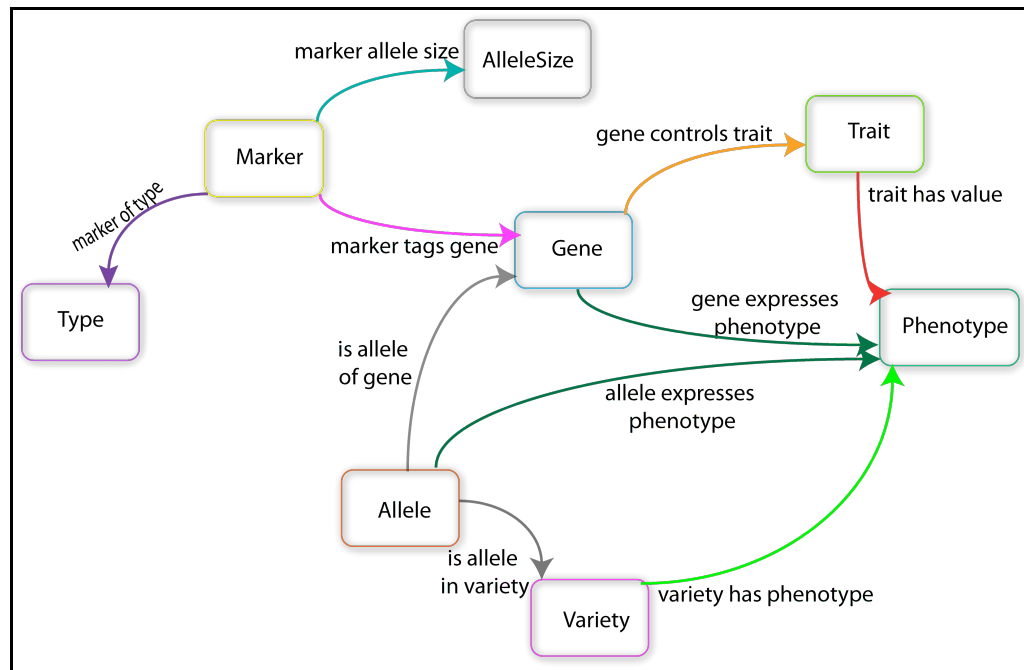 marker allele size
AlleleSize
gene controls trait
Trait
Marker
trait has value
marker of type
marker tags gene
Gene
gene expresses
phenotype
Phenotype
Type
is allele
of gene
allele expresses
phenotype
Allele
is allele
in variety
variety has phenotype
Variety